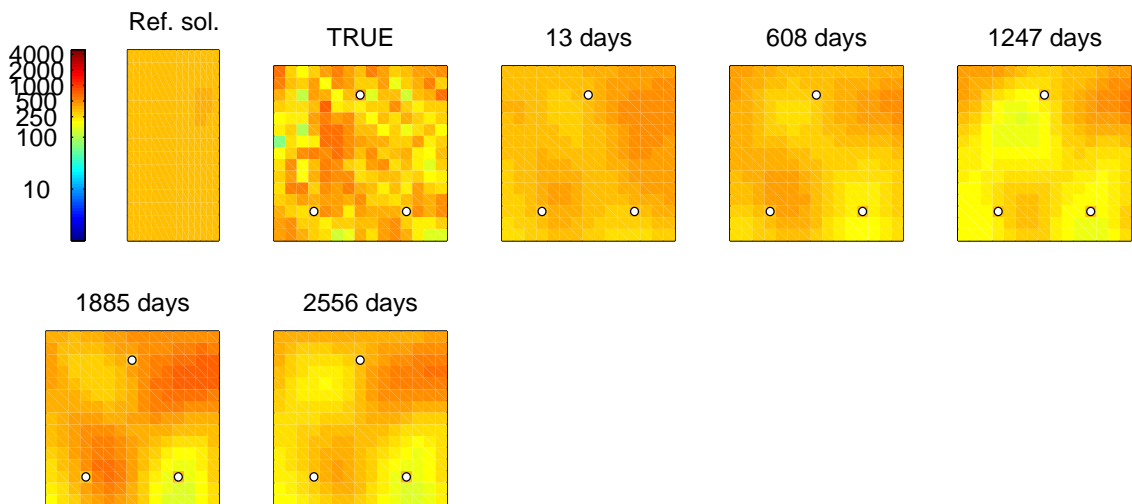 Ref. sol.
TRUE
13 days
608 days
1247 days
4000
2000
1000
500
250
100
10
1885 days
2556 days